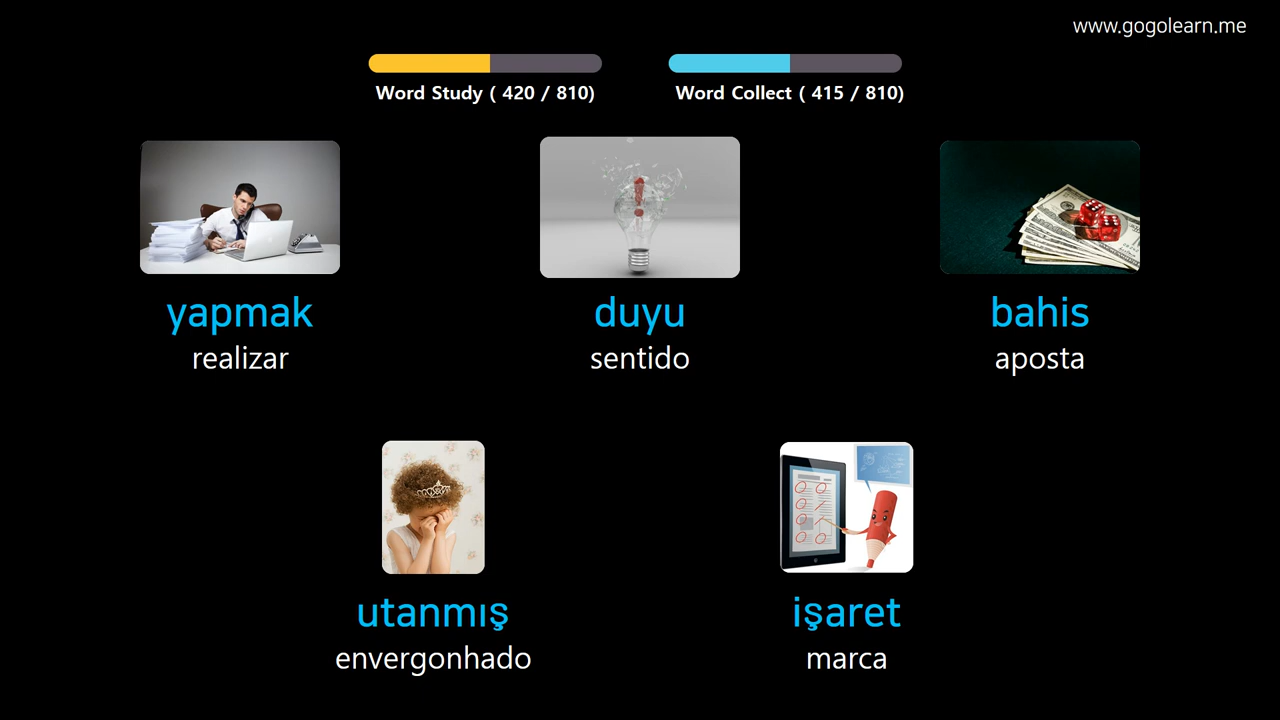 www.gogolearn.me
Word Study ( 420 / 810)
Word Collect ( 415 / 810)
yapmak
realizar
duyu
sentido
bahis
aposta
utanmış
envergonhado
işaret
marca